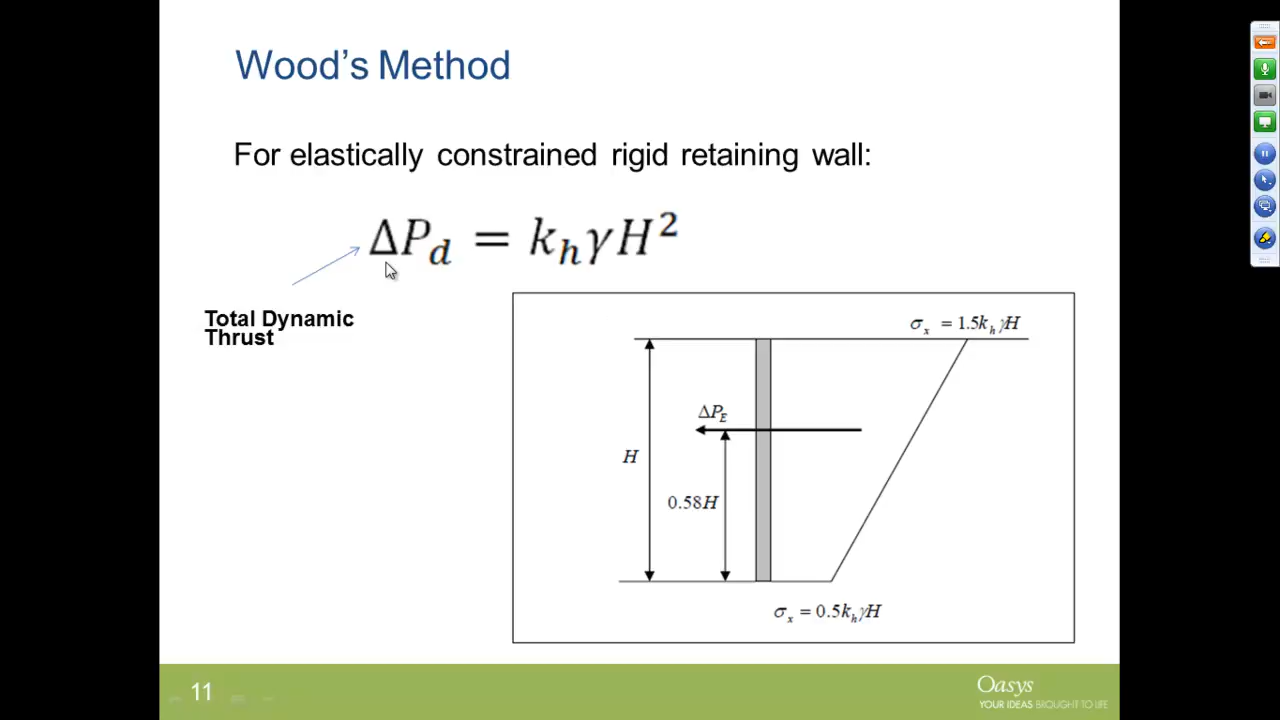 Wood's Method
For elastically constrained rigid retaining wall:
ΔP_d = k_h γH²
Total Dynamic
Thrust
σ_x = 1.5k_h γH
ΔP_E
H
0.58H
σ_x = 0.5k_h γH
11
Oasys
YOUR IDEAS BROUGHT TO LIFE